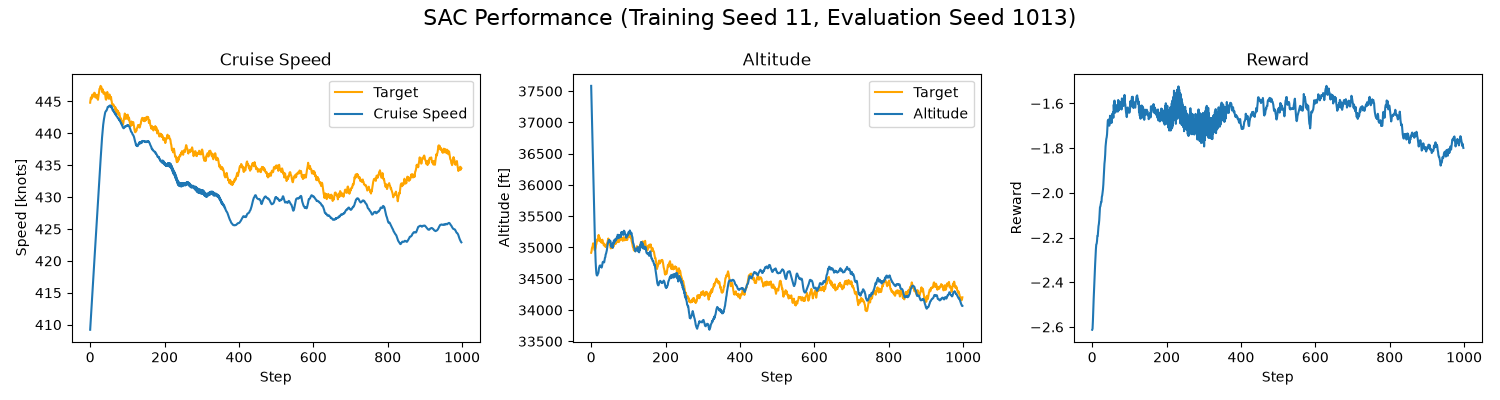 SAC Performance (Training Seed 11, Evaluation Seed 1013)
Cruise Speed
Speed [knots]
445
440
435
430
425
420
415
410
0 200 400 600 800 1000
Step
Target
Cruise Speed
Altitude
Altitude [ft]
37500
37000
36500
36000
35500
35000
34500
34000
33500
0 200 400 600 800 1000
Step
Target
Altitude
Reward
Reward
−1.6
−1.8
−2.0
−2.2
−2.4
−2.6
0 200 400 600 800 1000
Step